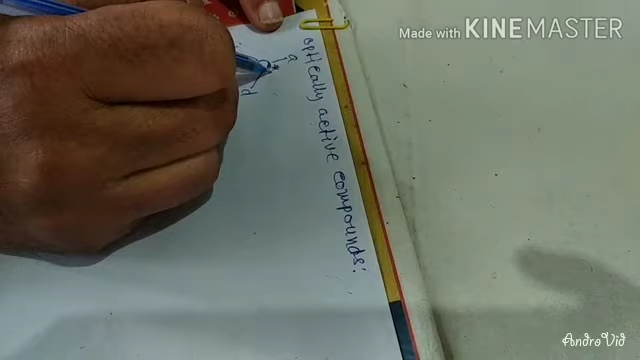 Made with KINEMASTER
optically active compounds:
a
d
AndroVid